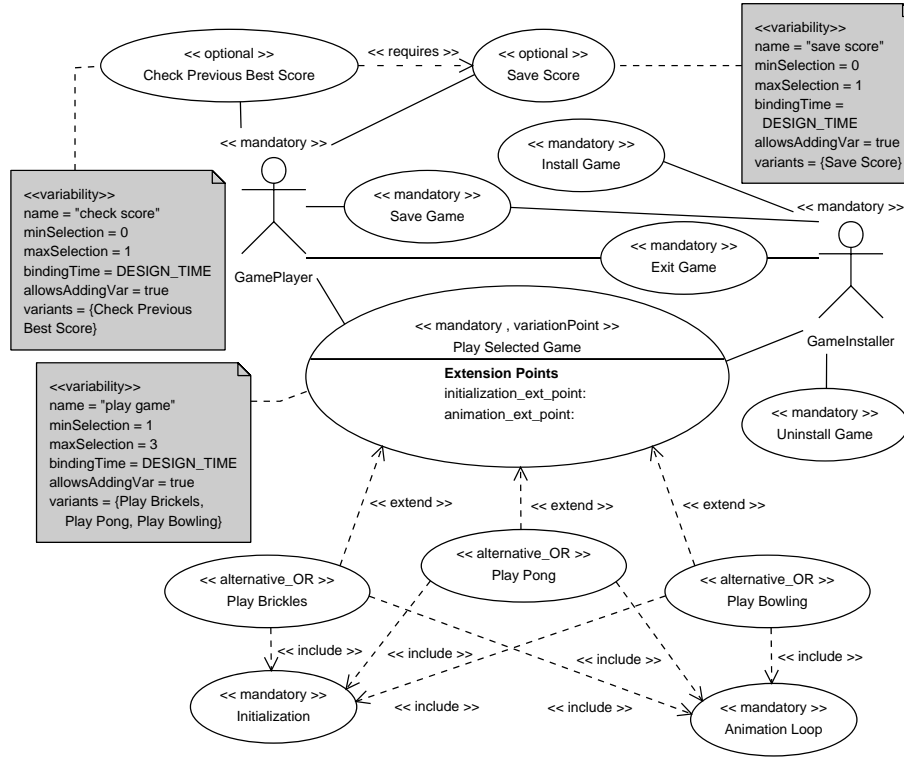 << optional >>
Check Previous Best Score
<< requires >>
<< optional >>
Save Score
<<variability>>
name = "save score"
minSelection = 0
maxSelection = 1
bindingTime =
DESIGN_TIME
allowsAddingVar = true
variants = {Save Score}
<< mandatory >>
<< mandatory >>
Install Game
<<variability>>
name = "check score"
minSelection = 0
maxSelection = 1
bindingTime = DESIGN_TIME
allowsAddingVar = true
variants = {Check Previous
Best Score}
GamePlayer
<< mandatory >>
Save Game
<< mandatory >>
<< mandatory >>
Exit Game
GameInstaller
<< mandatory , variationPoint >>
Play Selected Game
Extension Points
initialization_ext_point:
animation_ext_point:
<<variability>>
name = "play game"
minSelection = 1
maxSelection = 3
bindingTime = DESIGN_TIME
allowsAddingVar = true
variants = {Play Brickels,
Play Pong, Play Bowling}
<< mandatory >>
Uninstall Game
<< extend >>
<< extend >>
<< extend >>
<< alternative_OR >>
Play Brickles
<< alternative_OR >>
Play Pong
<< alternative_OR >>
Play Bowling
<< include >>
<< include >>
<< include >>
<< include >>
<< mandatory >>
Initialization
<< include >>
<< include >>
<< mandatory >>
Animation Loop